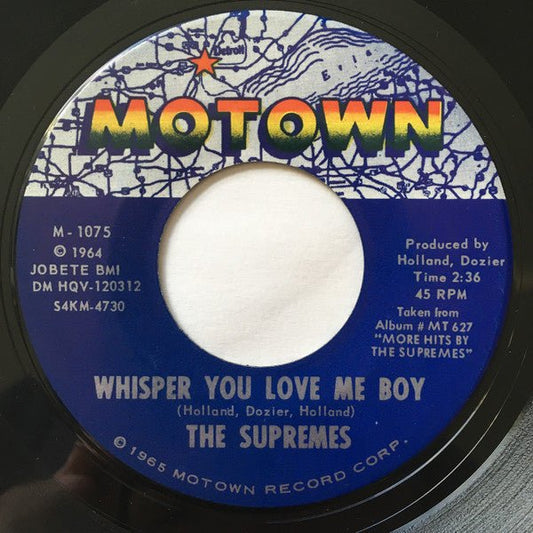 Detroit
Erie
MOTOWN
M - 1075
© 1964
JOBETE BMI
DM HQV-120312
S4KM-4730
Produced by
Holland, Dozier
Time 2:36
45 RPM
Taken from
Album # MT 627
"MORE HITS BY
THE SUPREMES"
WHISPER YOU LOVE ME BOY
(Holland, Dozier, Holland)
THE SUPREMES
© 1965 MOTOWN RECORD CORP.